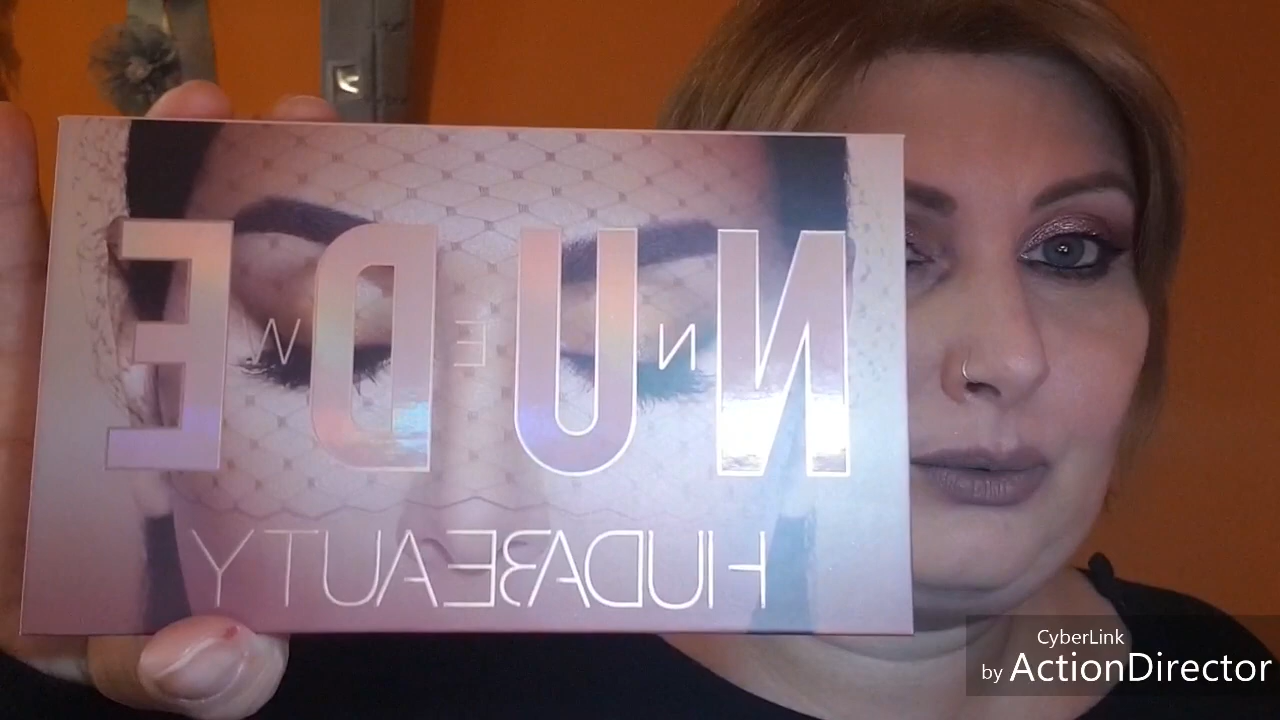 NUDE
NEW
HUDABEAUTY
CyberLink
by ActionDirector